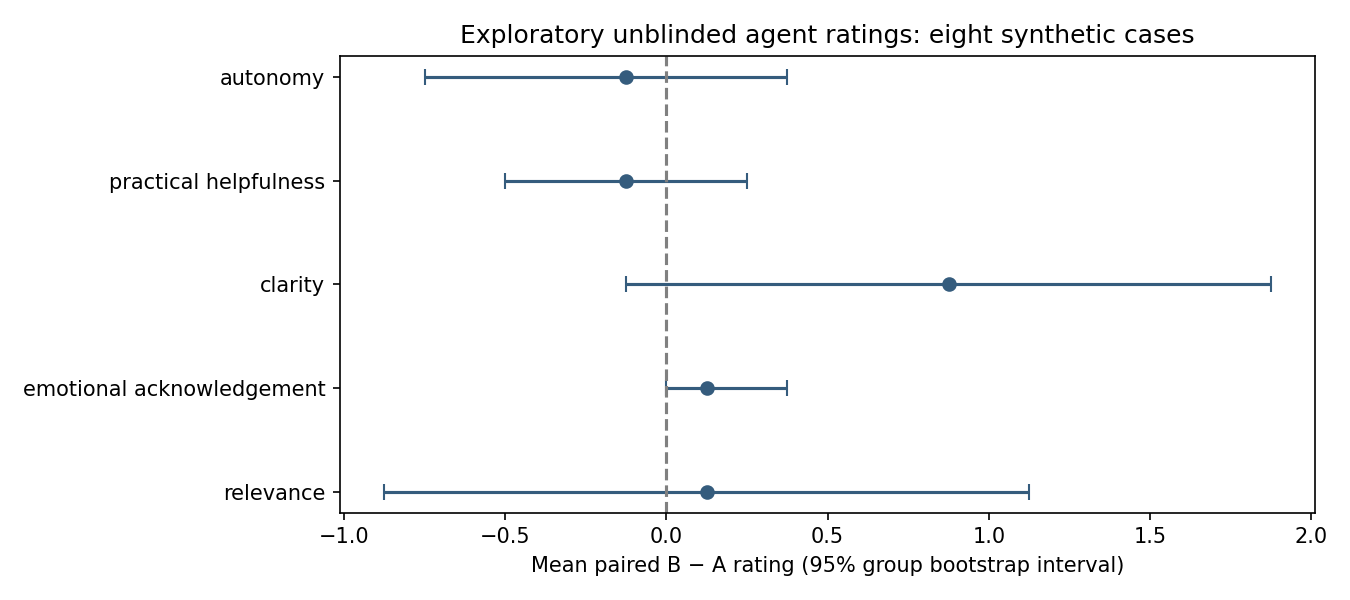 Exploratory unblinded agent ratings: eight synthetic cases
autonomy
practical helpfulness
clarity
emotional acknowledgement
relevance
−1.0 −0.5 0.0 0.5 1.0 1.5 2.0
Mean paired B − A rating (95% group bootstrap interval)